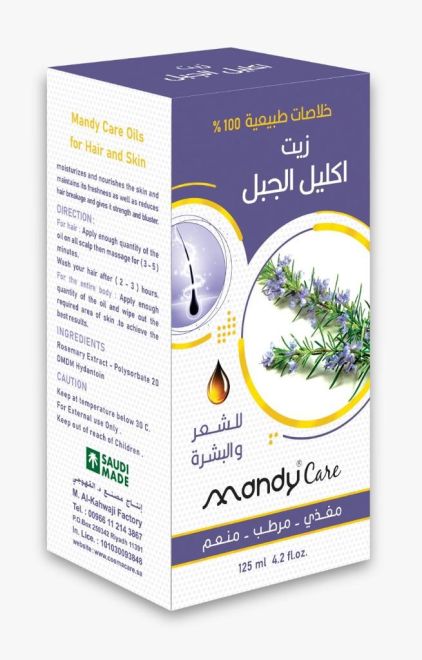 زيت
اكليل الجبل
خلاصات طبيعية 100 %
زيت
اكليل الجبل
للشعر
والبشرة
Mandy® Care
مغذي - مرطب - منعم
125 ml 4.2 fl.oz.
Mandy Care Oils
for Hair and Skin
moisturizes and nourishes the skin and
maintains its freshness as well as reduces
hair breakage and gives it strength and bluster.
DIRECTION :
For hair : Apply enough quantity of the
oil on all scalp then massage for ( 3 - 5 )
minutes.
Wash your hair after ( 2 - 3 ) hours.
For the entire body : Apply enough
quantity of the oil and wipe out the
required area of skin .to achieve the
best results.
INGREDIENTS
Rosemary Extract - Polysorbate 20
DMDM Hydantoin
CAUTION
Keep at temperature below 30 C.
For External use Only .
Keep out of reach of Children .
SAUDI
MADE
إنتاج مصنع د القهوجي
M. Al-Kahwaji Factory
Tel. : 00966 11 214 3867
P.O.Box 250342 Riyadh 11391
In. Lice. : 101030093848
website : www.cosmacare.sa